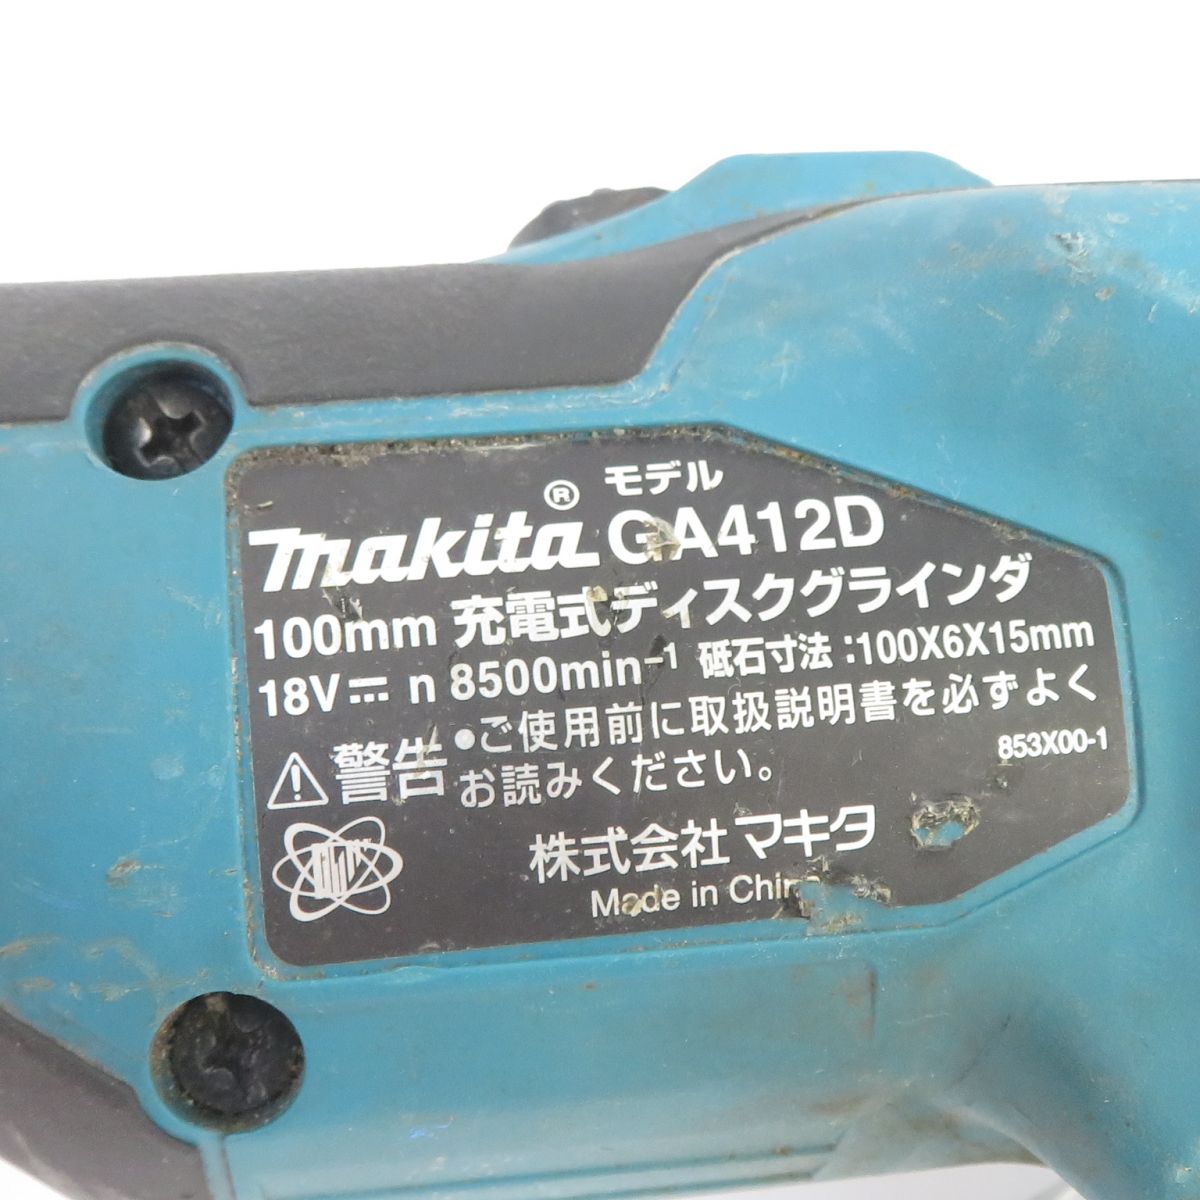 モデル
makita® GA412D
100mm 充電式ディスクグラインダ
18V⎓ n 8500min⁻¹ 砥石寸法:100X6X15mm
⚠警告 ●ご使用前に取扱説明書を必ずよく
お読みください。
853X00-1
株式会社マキタ
Made in China